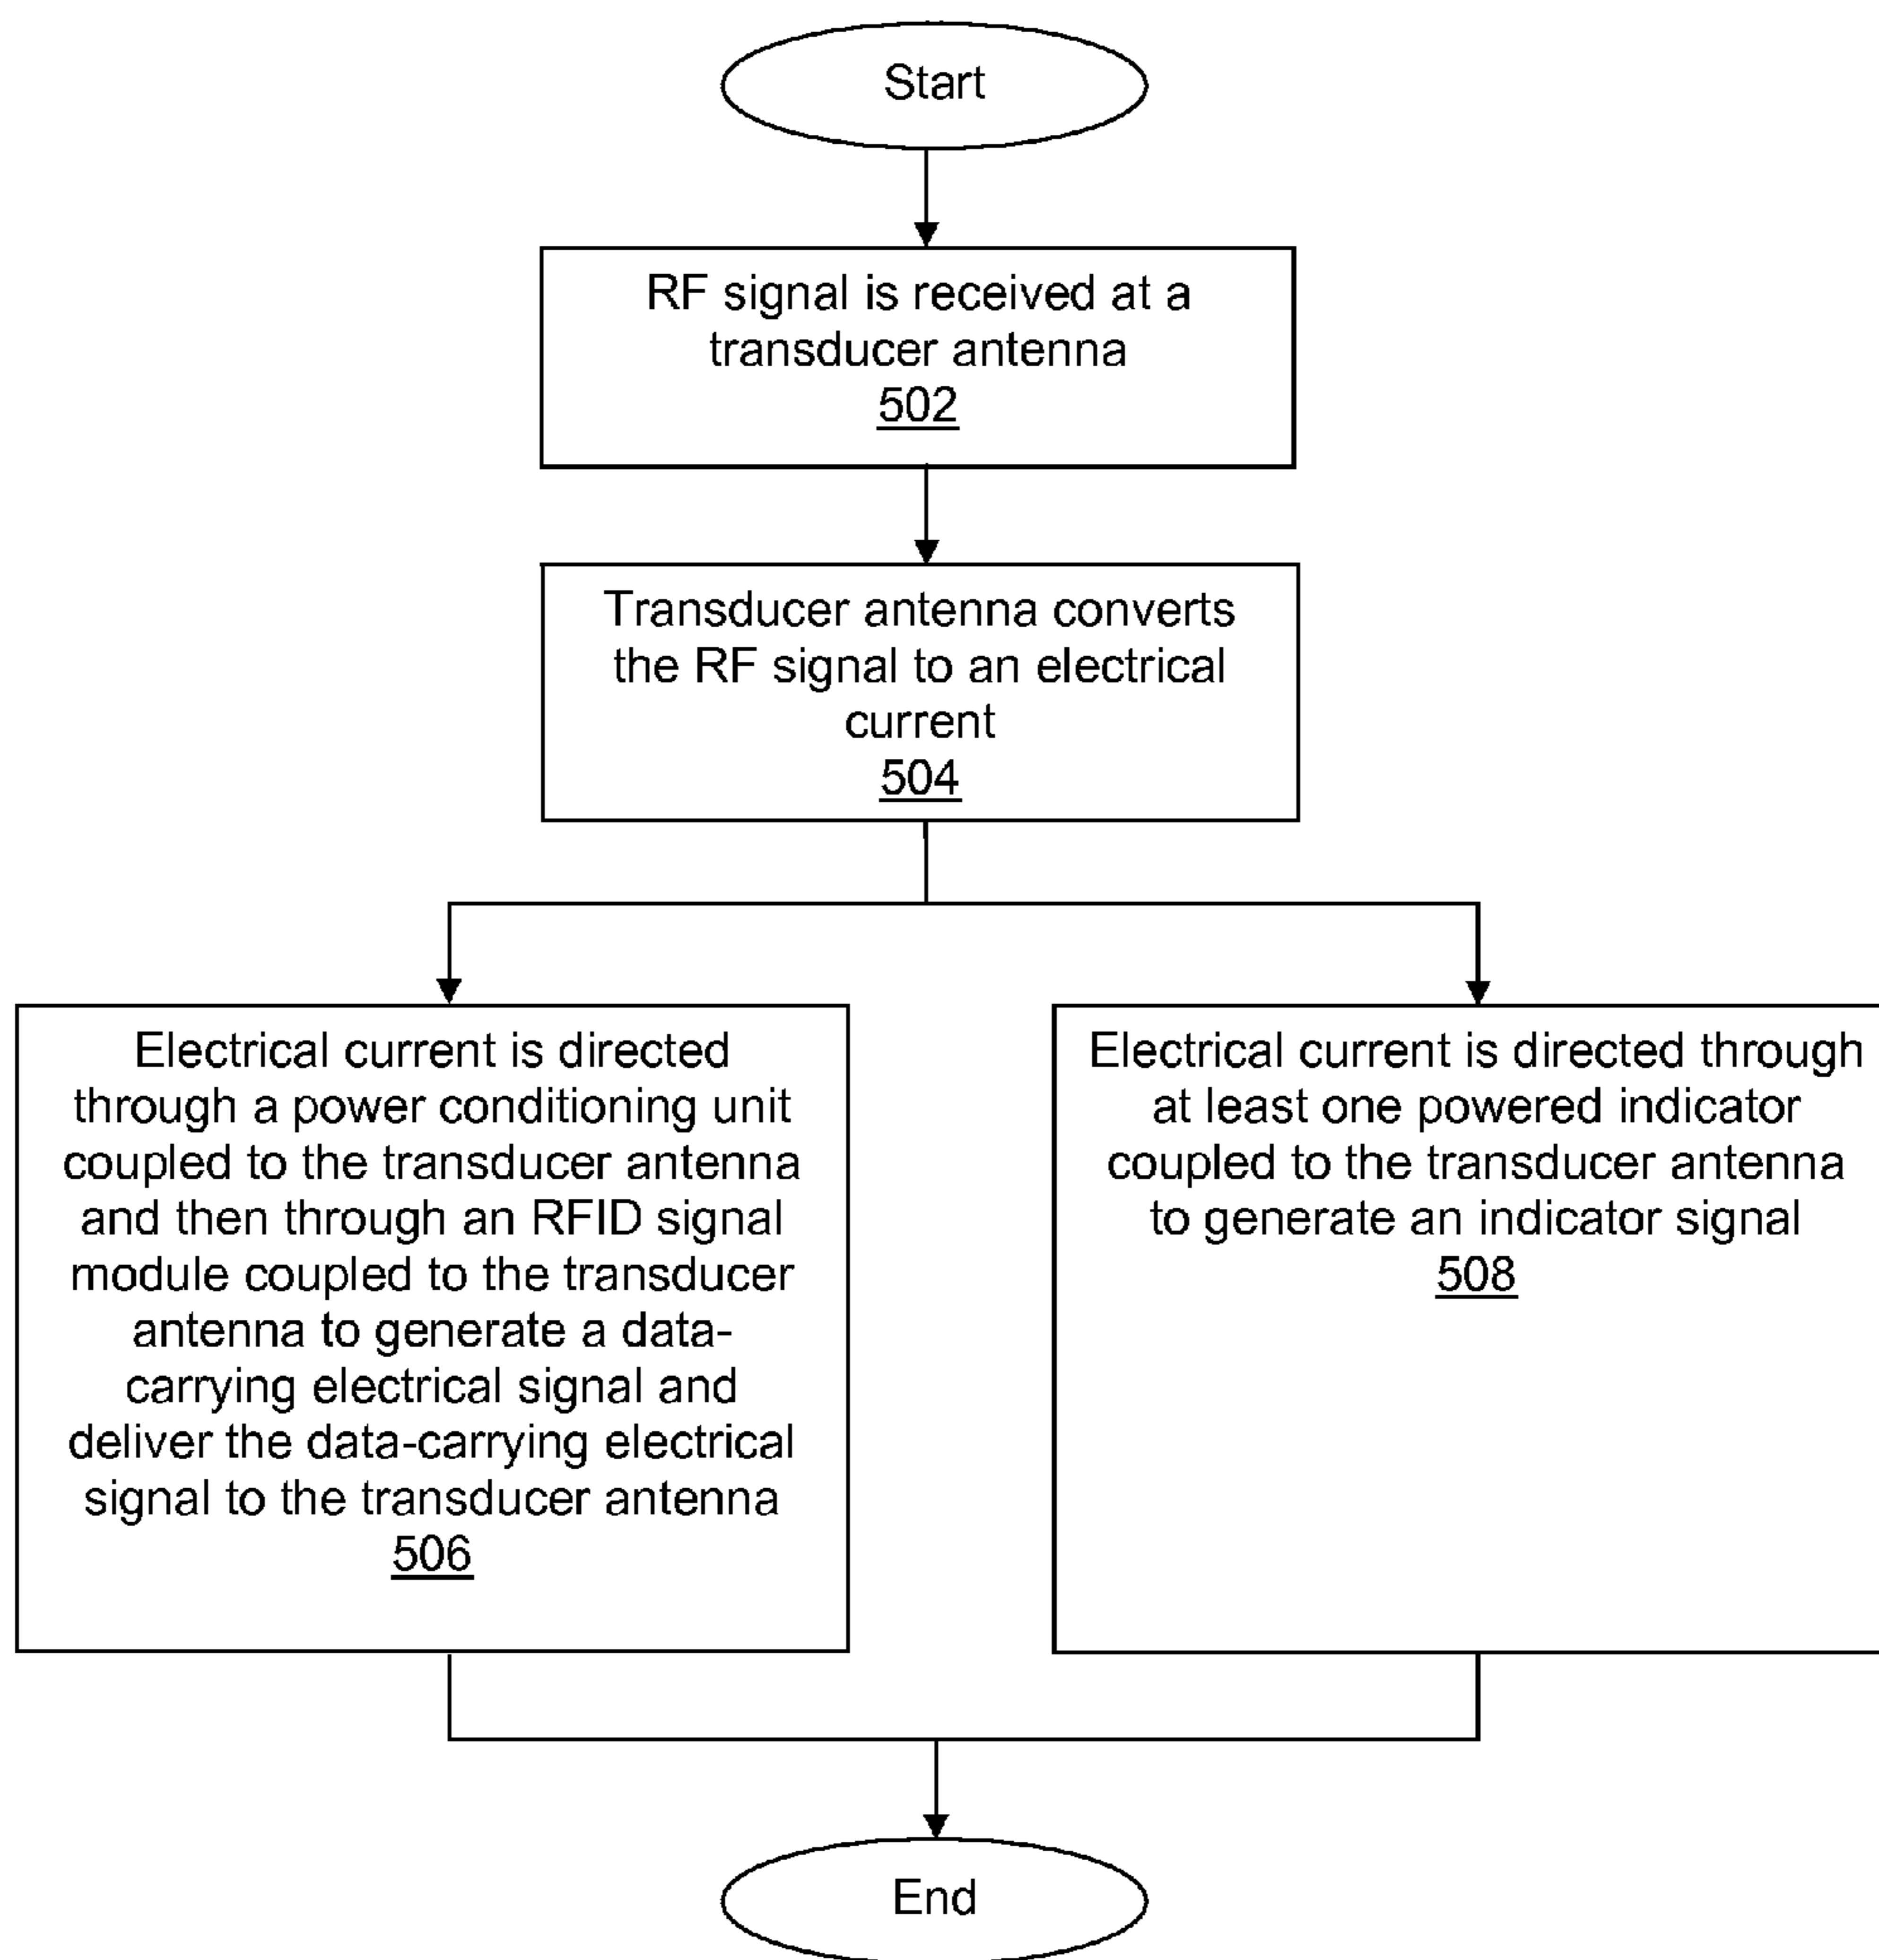 Start
RF signal is received at a
transducer antenna
502
Transducer antenna converts
the RF signal to an electrical
current
504
Electrical current is directed
through a power conditioning unit
coupled to the transducer antenna
and then through an RFID signal
module coupled to the transducer
antenna to generate a data-
carrying electrical signal and
deliver the data-carrying electrical
signal to the transducer antenna
506
Electrical current is directed through
at least one powered indicator
coupled to the transducer antenna
to generate an indicator signal
508
End